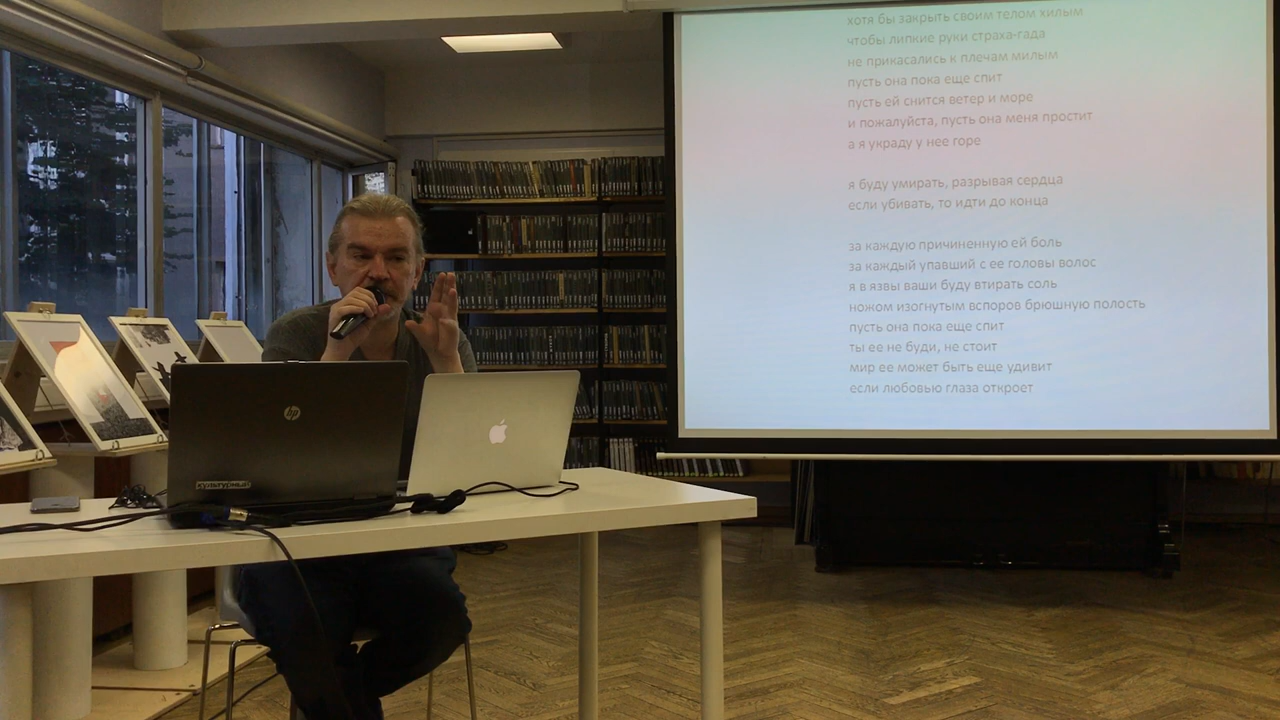 хотя бы закрыть своим телом хилым
чтобы липкие руки страха-гада
не прикасались к плечам милым
пусть она пока еще спит
пусть ей снится ветер и море
и пожалуйста, пусть она меня простит
а я украду у нее горе
я буду умирать, разрывая сердца
если убивать, то идти до конца
за каждую причиненную ей боль
за каждый упавший с ее головы волос
я в язвы ваши буду втирать соль
ножом изогнутым вспоров брюшную полость
пусть она пока еще спит
ты ее не буди, не стоит
мир ее может быть еще удивит
если любовью глаза откроет
hp
культурный